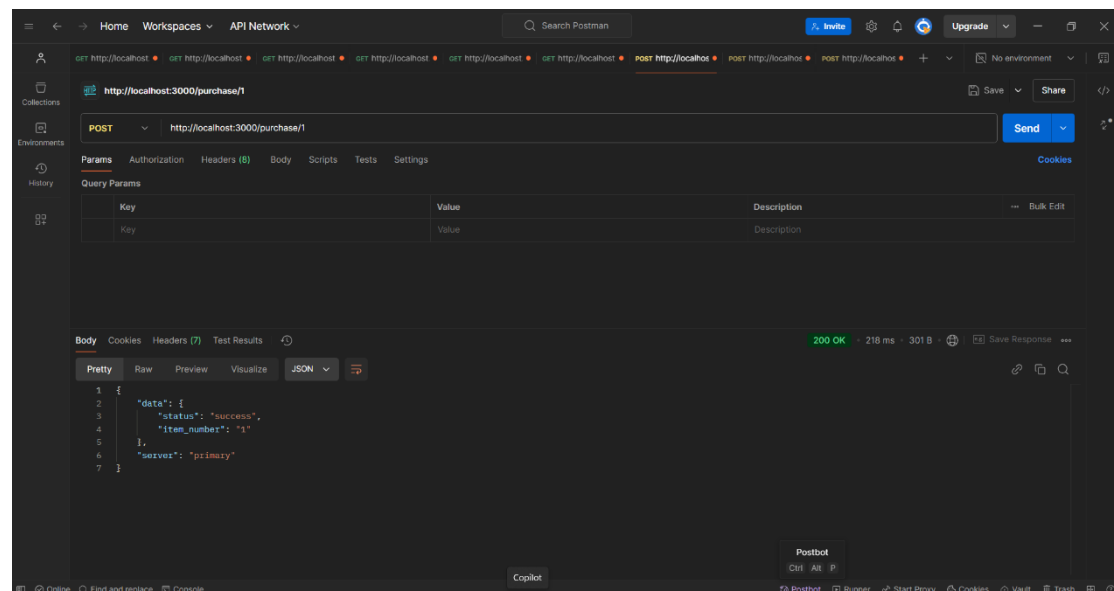 Home Workspaces API Network Search Postman Invite Upgrade
GET http://localhost GET http://localhost GET http://localhost GET http://localhost GET http://localhost GET http://localhost POST http://localhos POST http://localhos POST http://localhos + No environment
Collections
Environments
History
http://localhost:3000/purchase/1 Save Share
POST http://localhost:3000/purchase/1 Send
Params Authorization Headers (8) Body Scripts Tests Settings Cookies
Query Params
Key Value Description ... Bulk Edit
Key Value Description
Body Cookies Headers (7) Test Results 200 OK 218 ms 301 B Save Response
Pretty Raw Preview Visualize JSON
1 {
2 "data": {
3 "status": "success",
4 "item_number": "1"
5 },
6 "server": "primary"
7 }
Postbot
Ctrl Alt P
Copilot
Online Find and replace Console Postbot Runner Start Proxy Cookies Vault Trash